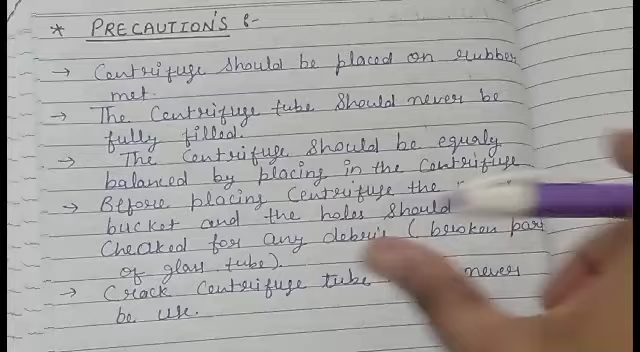 * PRECAUTION'S :-
→ Centrifuge should be placed on rubber
met.
→ The Centrifuge tube should never be
fully filled.
→ The Centrifuge should be equaly
balanced by placing in the Centrifuge
→ Before placing Centrifuge the
bucket and the holes should
Cheaked for any debris ( broken part
of glass tube).
→ Crack Centrifuge tube never
be use.